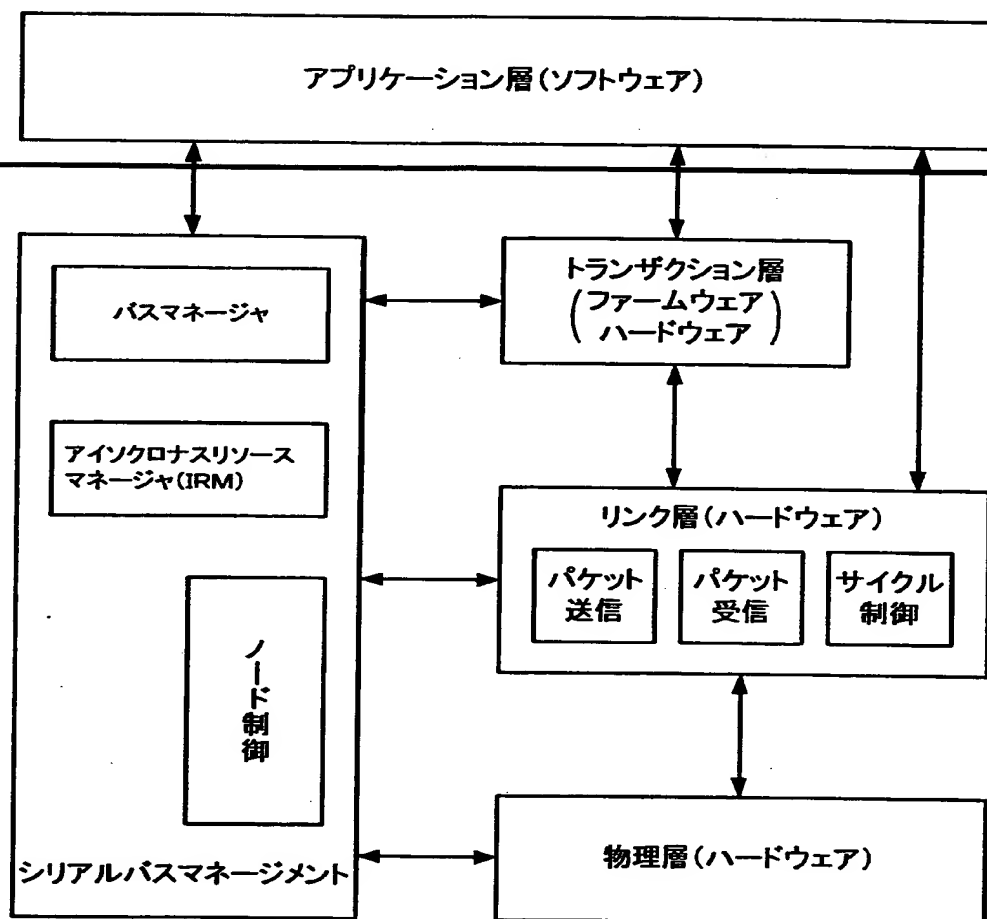 アプリケーション層(ソフトウェア)
バスマネージャ
トランザクション層
(ファームウェア
ハードウェア)
アイソクロナスリソース
マネージャ(IRM)
リンク層(ハードウェア)
パケット
送信
パケット
受信
サイクル
制御
ノード制御
シリアルバスマネージメント
物理層(ハードウェア)